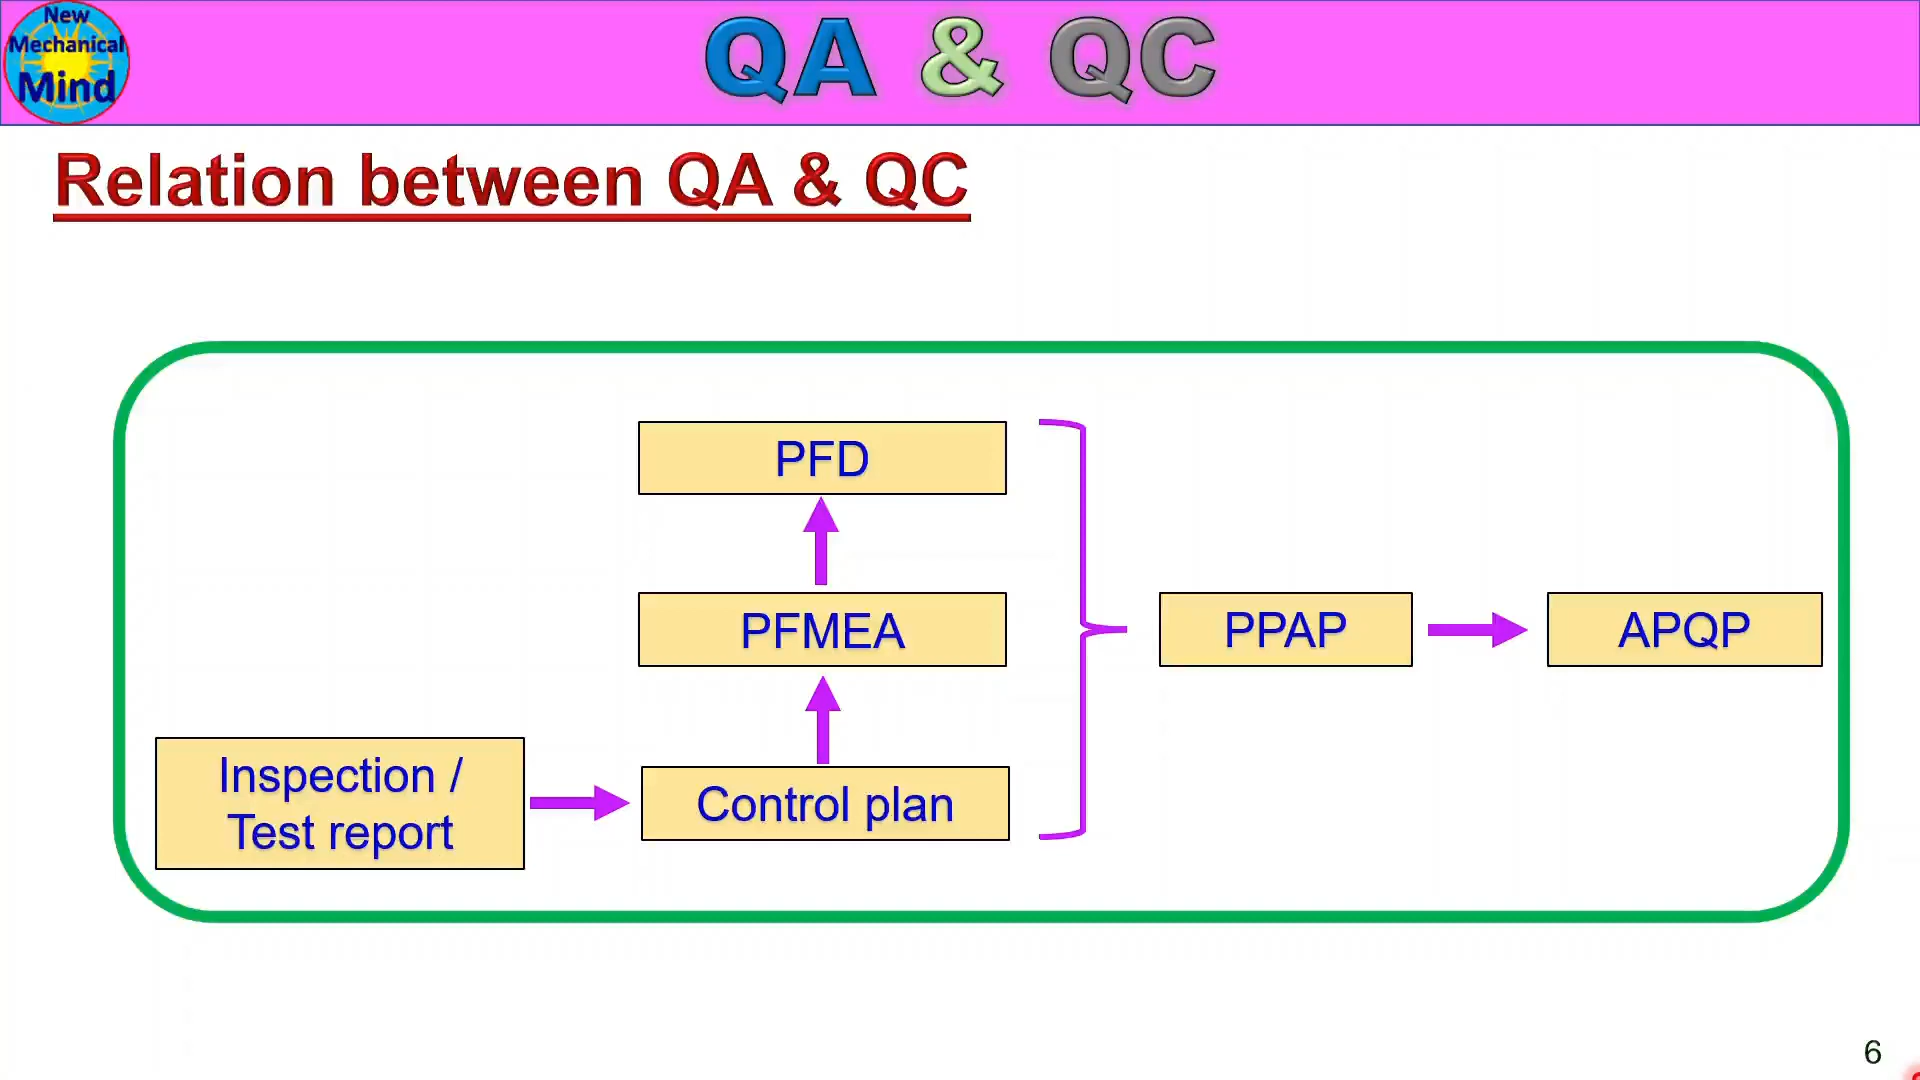 New
Mechanical
Mind
QA & QC
Relation between QA & QC
PFD
PFMEA
PPAP
APQP
Inspection /
Test report
Control plan
6